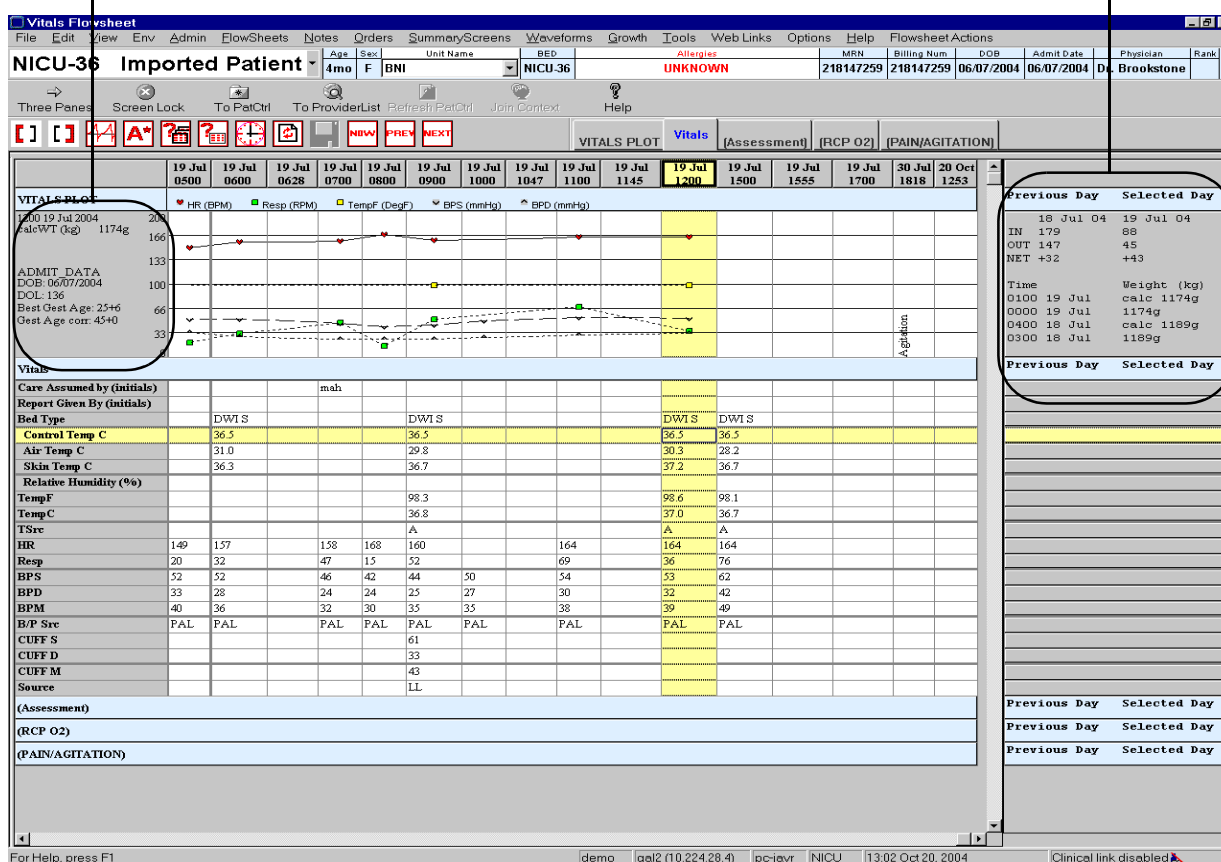 Vitals Flowsheet
File Edit View Env Admin FlowSheets Notes Orders SummaryScreens Waveforms Growth Tools Web Links Options Help Flowsheet Actions
NICU-36 Imported Patient
Age Sex Unit Name BED Allergies MRN Billing Num DOB Admit Date Physician Rank
4mo F BNI NICU-36 UNKNOWN 218147259 218147259 06/07/2004 06/07/2004 Dr. Brookstone
Three Panes Screen Lock To PatCtrl To ProviderList Refresh PatCtrl Join Context Help
A* ? ? NOW PREV NEXT
VITALS PLOT Vitals (Assessment) (RCP O2) (PAIN/AGITATION)
19 Jul 19 Jul 19 Jul 19 Jul 19 Jul 19 Jul 19 Jul 19 Jul 19 Jul 19 Jul 19 Jul 19 Jul 19 Jul 19 Jul 30 Jul 20 Oct
0500 0600 0628 0700 0800 0900 1000 1047 1100 1145 1200 1500 1555 1700 1818 1253
VITALS PLOT HR (BPM) Resp (RPM) TempF (DegF) BPS (mmHg) BPD (mmHg)
1200 19 Jul 2004
calcWT (kg) 1174g
ADMIT_DATA
DOB: 06/07/2004
DOL: 136
Best Gest Age: 25+6
Gest Age corr: 45+0
200
166
133
100
66
33
0
Agitation
Previous Day Selected Day
18 Jul 04 19 Jul 04
IN 179 88
OUT 147 45
NET +32 +43
Time Weight (kg)
0100 19 Jul calc 1174g
0000 19 Jul 1174g
0400 18 Jul calc 1189g
0300 18 Jul 1189g
Vitals
Previous Day Selected Day
Care Assumed by (initials) mah
Report Given By (initials)
Bed Type DWI S DWI S DWI S DWI S
Control Temp C 36.5 36.5 36.5 36.5
Air Temp C 31.0 29.8 30.3 28.2
Skin Temp C 36.3 36.7 37.2 36.7
Relative Humidity (%)
TempF 98.3 98.6 98.1
TempC 36.8 37.0 36.7
TSrc A A A
HR 149 157 158 168 160 164 164 164
Resp 20 32 47 15 52 69 36 76
BPS 52 52 46 42 44 50 54 53 62
BPD 33 28 24 24 25 27 30 32 42
BPM 40 36 32 30 35 35 38 39 49
B/P Src PAL PAL PAL PAL PAL PAL PAL PAL PAL
CUFF S 61
CUFF D 33
CUFF M 43
Source LL
(Assessment) Previous Day Selected Day
(RCP O2) Previous Day Selected Day
(PAIN/AGITATION) Previous Day Selected Day
For Help, press F1 demo gal2 (10.224.28.4) pc-jayr NICU 13:02 Oct 20, 2004 Clinical link disabled